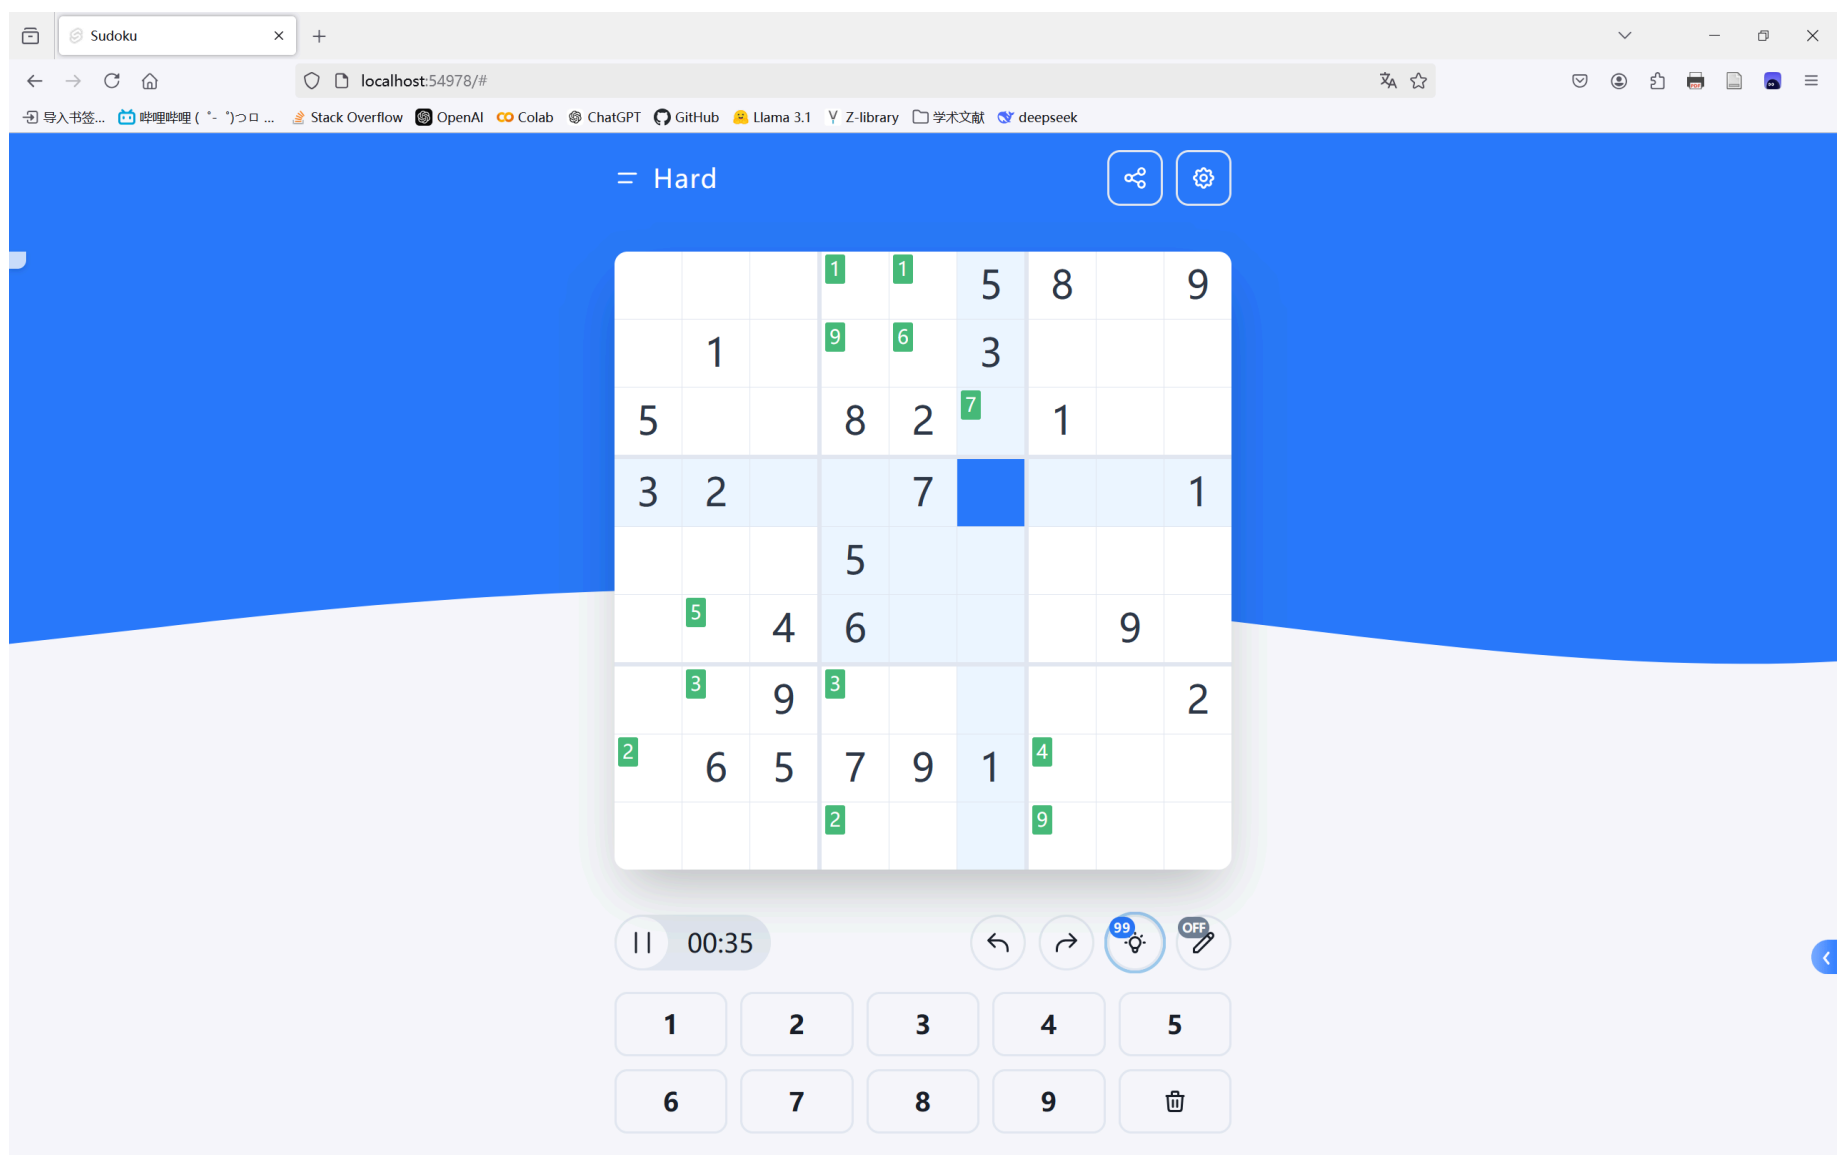 Sudoku
localhost:54978/#
导入书签...
哔哩哔哩 ( ゜- ゜)つロ ...
Stack Overflow
OpenAI
Colab
ChatGPT
GitHub
Llama 3.1
Z-library
学术文献
deepseek
Hard
1 1 5 8 9
1 9 6 3
5 8 2 7 1
3 2 7 1
5
5 4 6 9
3 9 3 2
2 6 5 7 9 1 4
2 9
00:35
99
OFF
1 2 3 4 5
6 7 8 9